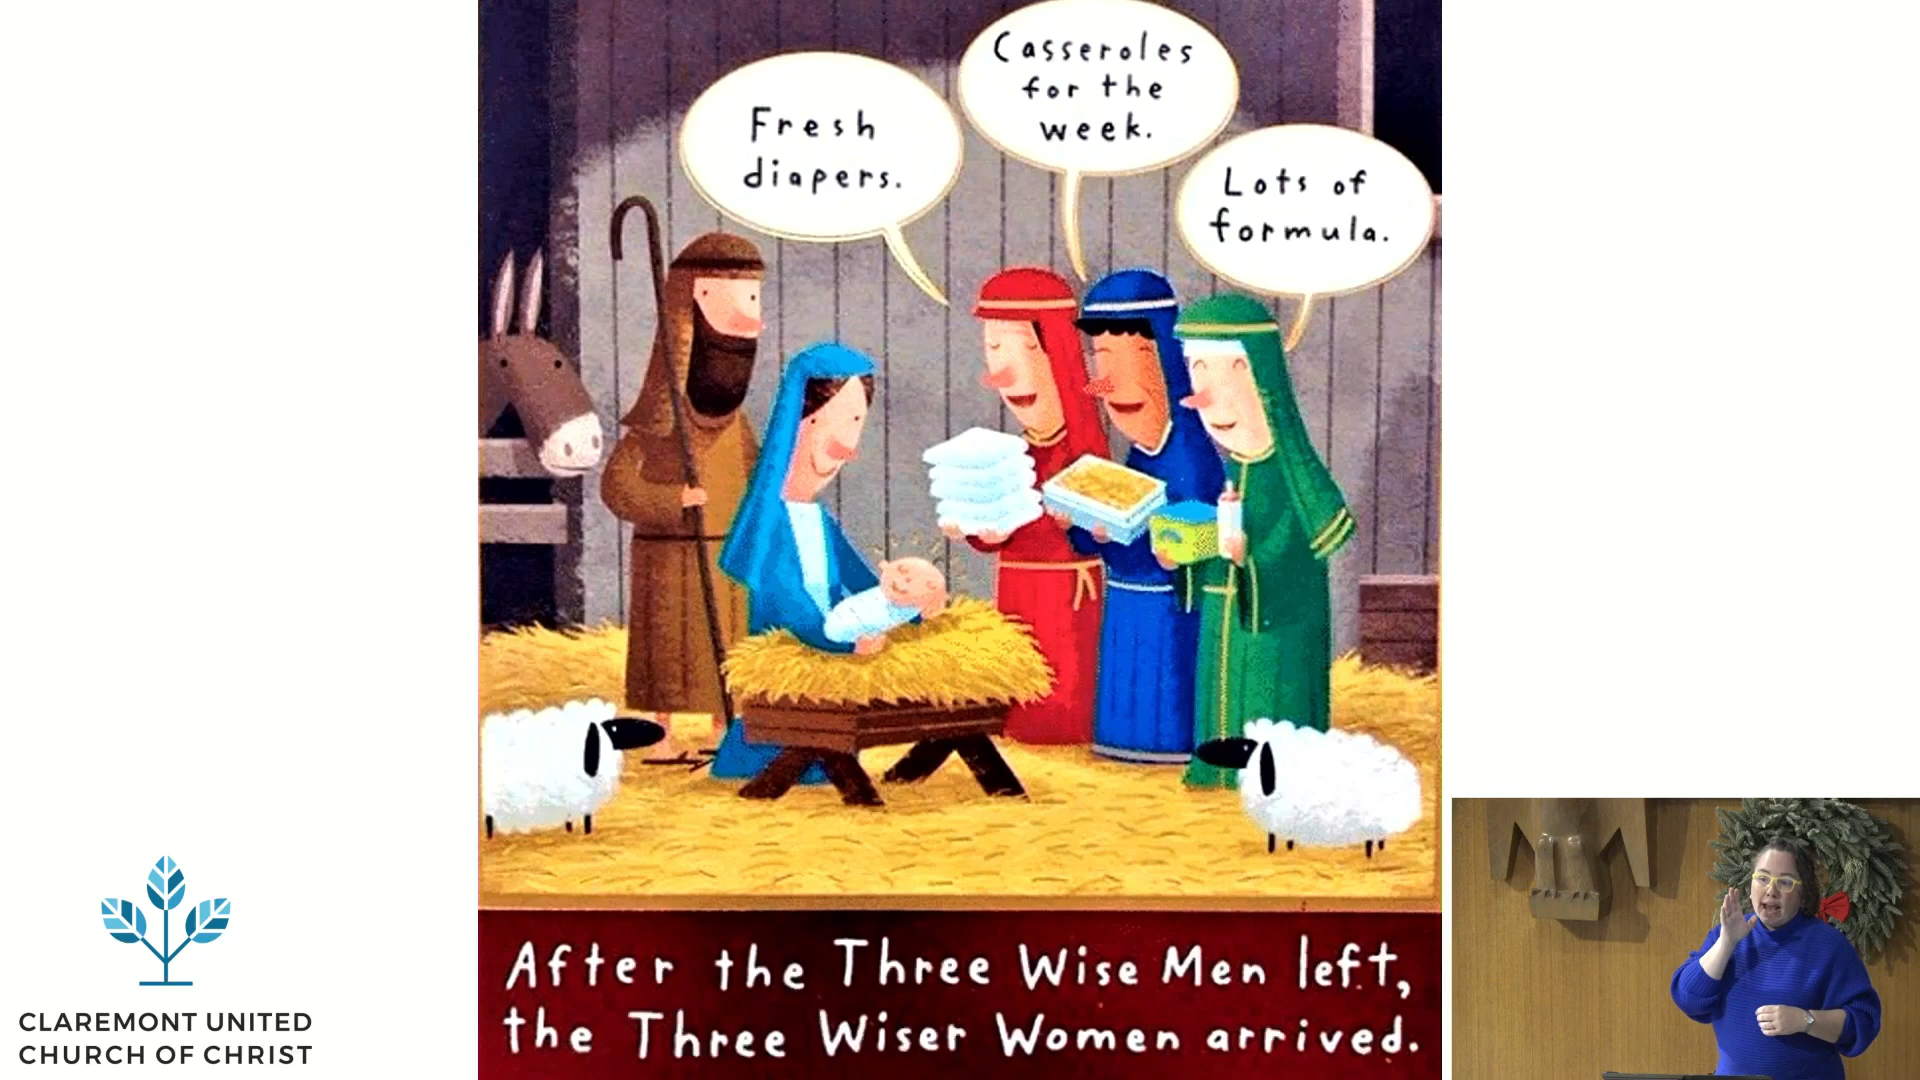 Fresh
diapers.
Casseroles
for the
week.
Lots of
formula.
After the Three Wise Men left,
the Three Wiser Women arrived.
CLAREMONT UNITED
CHURCH OF CHRIST